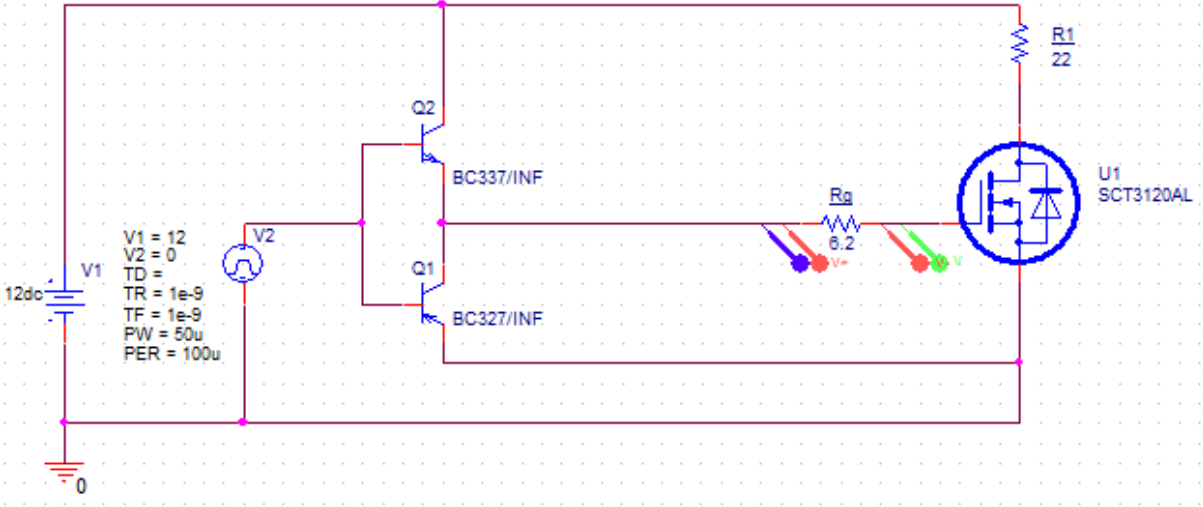 R1
22
Q2
BC337/INF
U1
SCT3120AL
Rg
6.2
V1 = 12
V2 = 0
TD =
TR = 1e-9
TF = 1e-9
PW = 50u
PER = 100u
V2
V1
12dc
Q1
BC327/INF
V+
V-
V
0